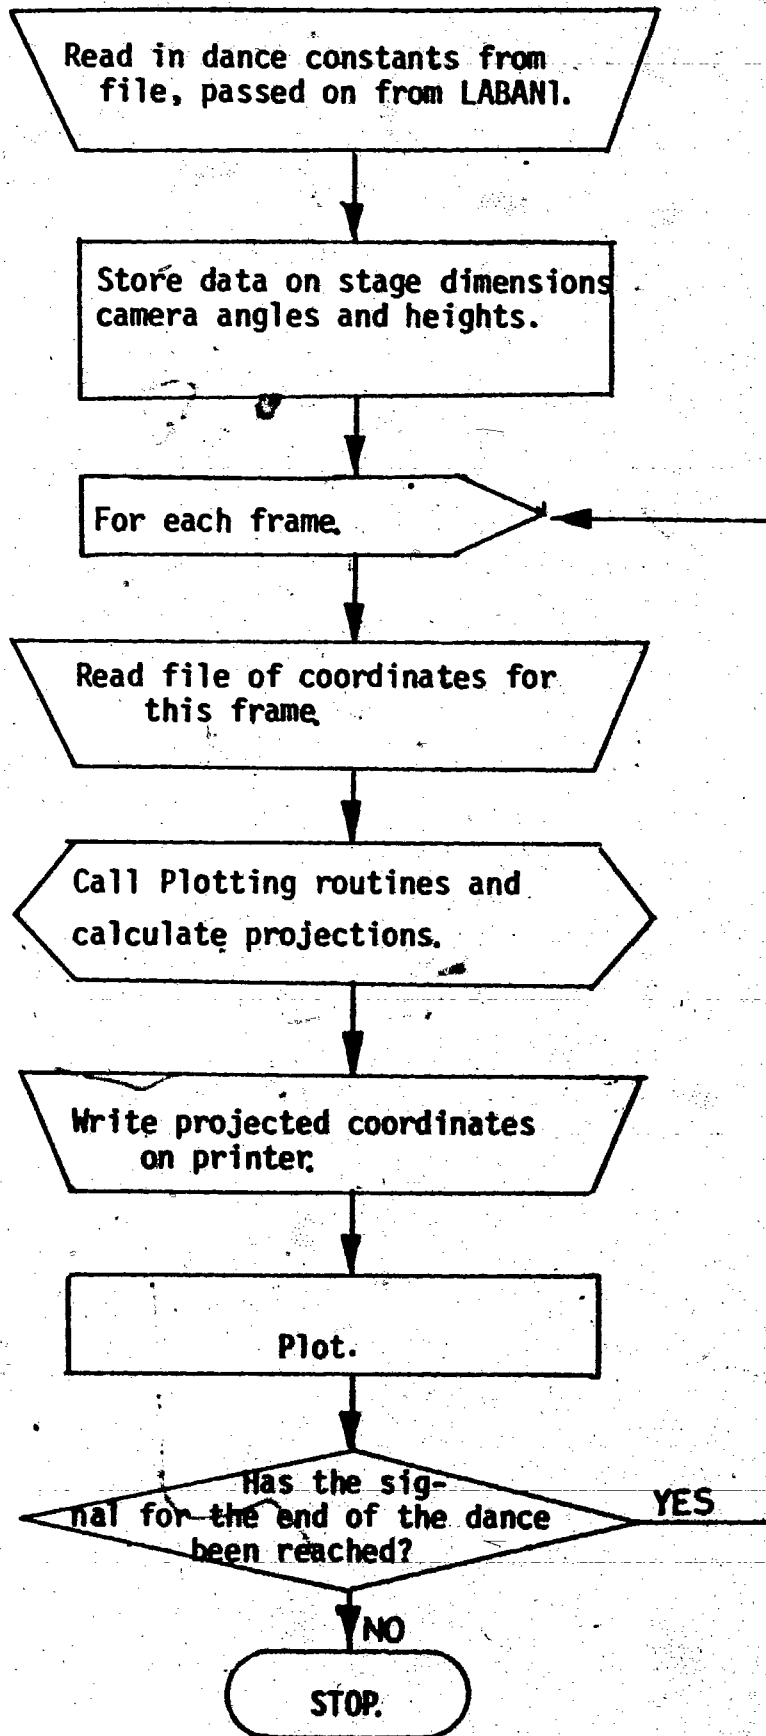 Read in dance constants from
file, passed on from LABAN1.
Store data on stage dimensions
camera angles and heights.
For each frame.
Read file of coordinates for
this frame.
Call Plotting routines and
calculate projections.
Write projected coordinates
on printer.
Plot.
Has the sig-
nal for the end of the dance
been reached?
YES
NO
STOP.